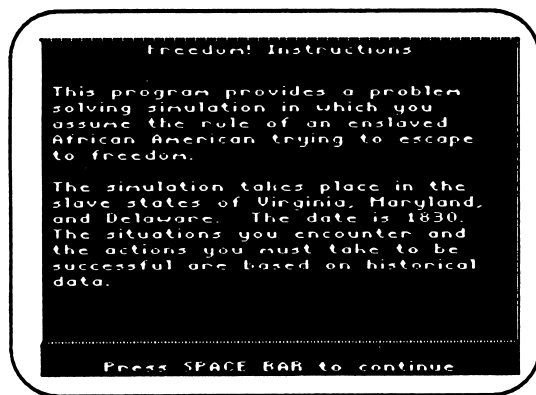 Freedom! Instructions
This program provides a problem
solving simulation in which you
assume the role of an enslaved
African American trying to escape
to freedom.
The simulation takes place in the
slave states of Virginia, Maryland,
and Delaware. The date is 1830.
The situations you encounter and
the actions you must take to be
successful are based on historical
data.
Press SPACE BAR to continue